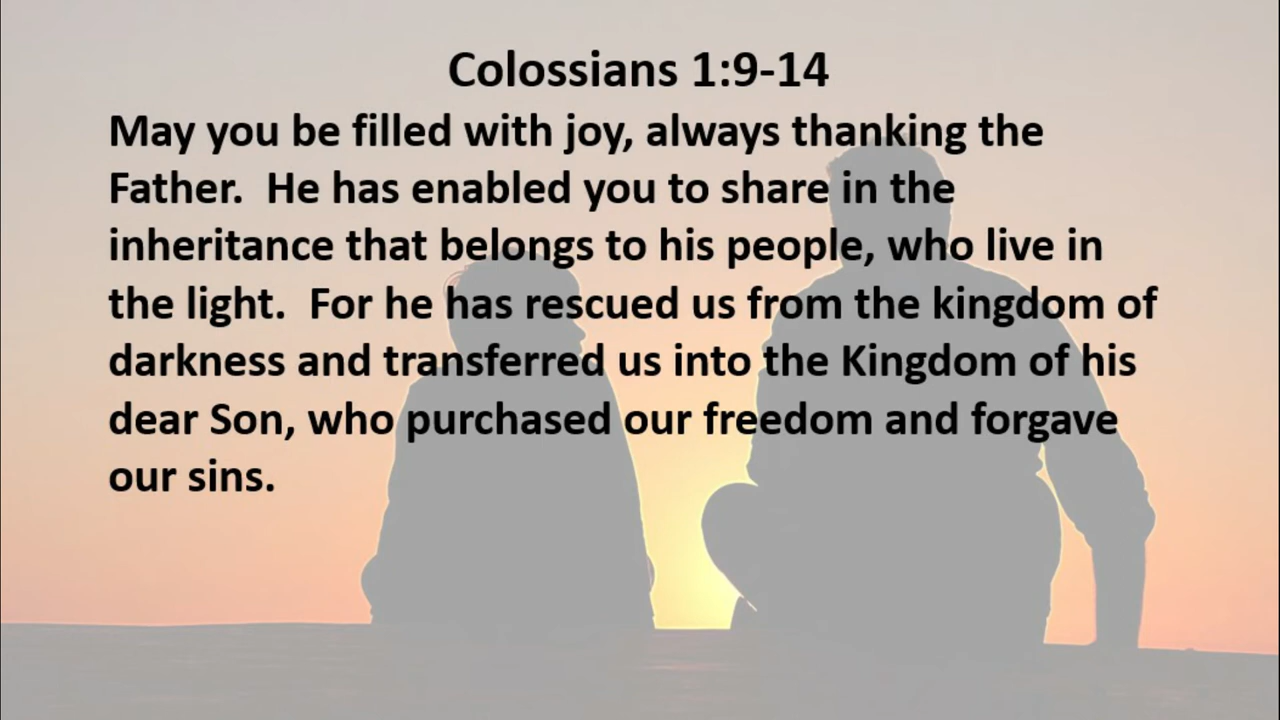 Colossians 1:9-14
May you be filled with joy, always thanking the
Father.  He has enabled you to share in the
inheritance that belongs to his people, who live in
the light.  For he has rescued us from the kingdom of
darkness and transferred us into the Kingdom of his
dear Son, who purchased our freedom and forgave
our sins.